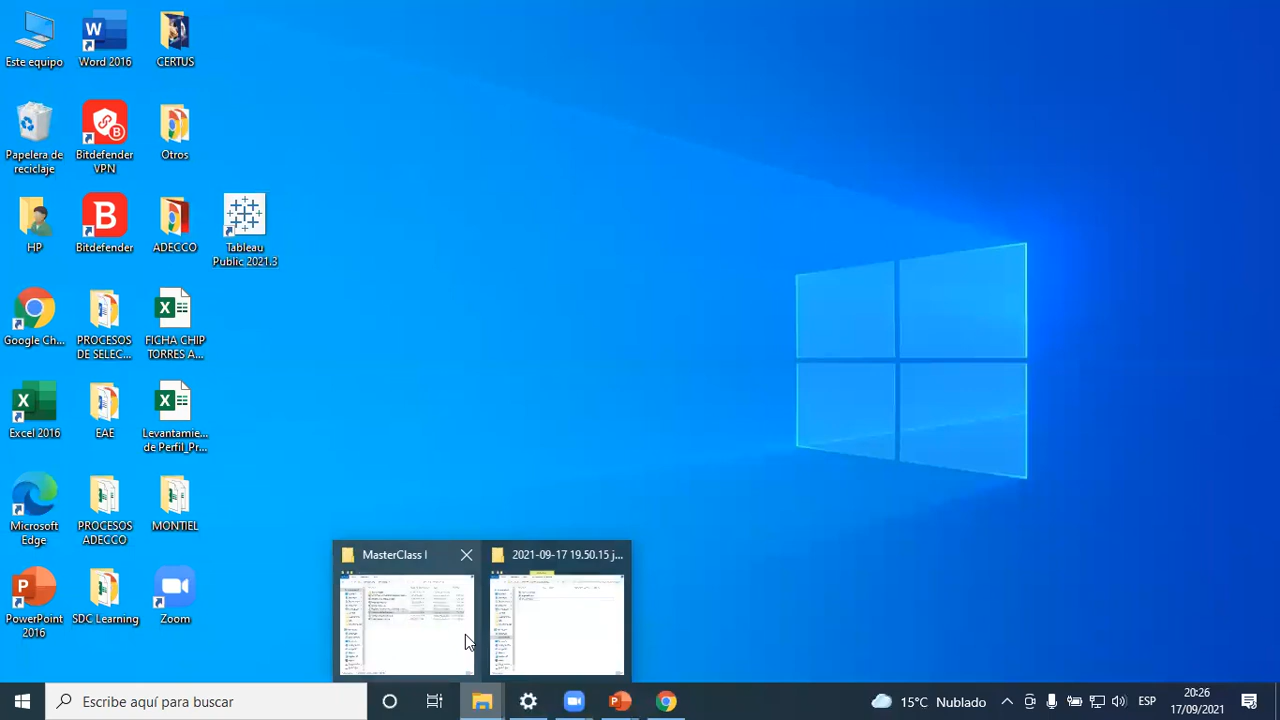 Este equipo
Word 2016
CERTUS
Papelera de
reciclaje
Bitdefender
VPN
Otros
HP
Bitdefender
ADECCO
Tableau
Public 2021.3
Google Ch...
PROCESOS
DE SELEC...
FICHA CHIP
TORRES A...
Excel 2016
EAE
Levantamie...
de Perfil_Pr...
Microsoft
Edge
PROCESOS
ADECCO
MONTIEL
PowerPoint
2016
SDC Learning
Zoom
MasterClass I
2021-09-17 19.50.15 j...
Escribe aquí para buscar
15°C Nublado
ESP
20:26
17/09/2021